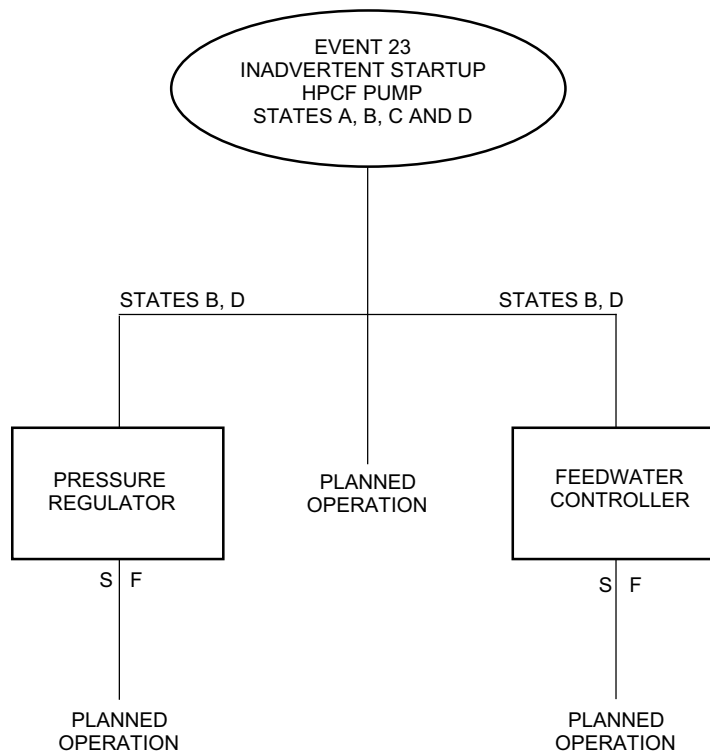 EVENT 23
INADVERTENT STARTUP
HPCF PUMP
STATES A, B, C AND D
STATES B, D
STATES B, D
PRESSURE
REGULATOR
PLANNED
OPERATION
FEEDWATER
CONTROLLER
S F
S F
PLANNED
OPERATION
PLANNED
OPERATION